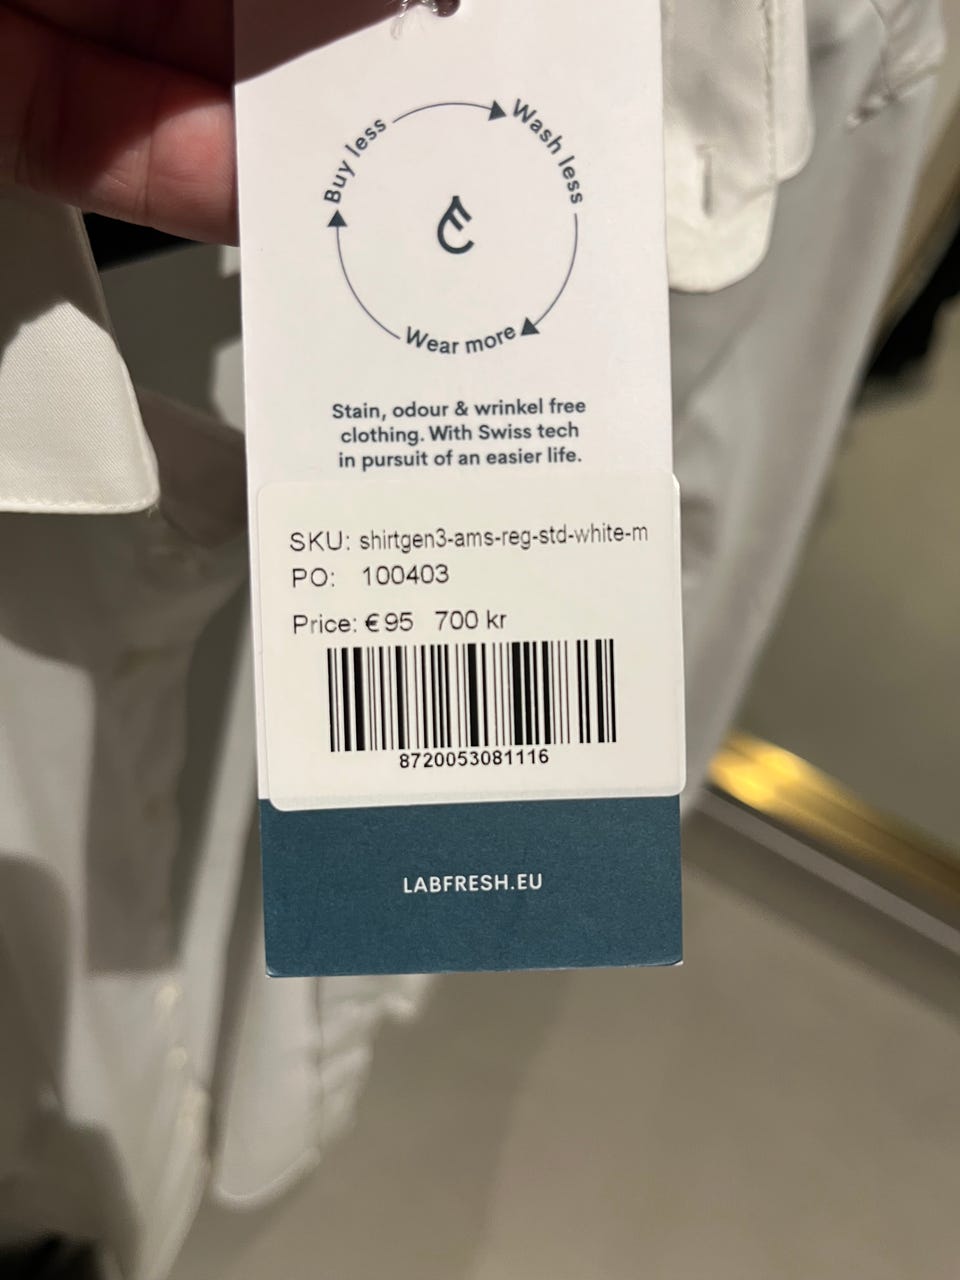 Buy less
Wash less
Wear more
Stain, odour & wrinkel free
clothing. With Swiss tech
in pursuit of an easier life.
SKU: shirtgen3-ams-reg-std-white-m
PO: 100403
Price: €95 700 kr
8720053081116
LABFRESH.EU